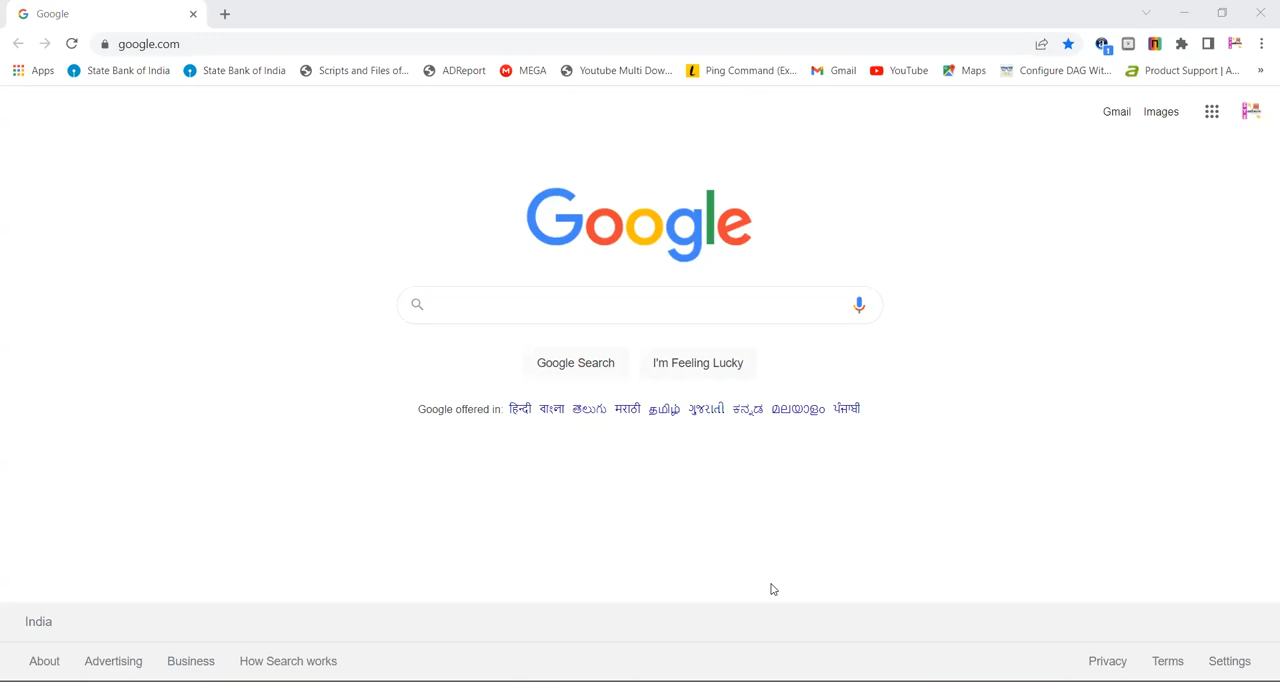 Google
google.com
1
Apps State Bank of India State Bank of India Scripts and Files of... ADReport MEGA Youtube Multi Dow... Ping Command (Ex... Gmail YouTube Maps Configure DAG Wit... Product Support | A... »
Gmail Images
Google
Google Search I'm Feeling Lucky
Google offered in: हिन्दी বাংলা తెలుగు मराठी தமிழ் ગુજરાતી ಕನ್ನಡ മലയാളം ਪੰਜਾਬੀ
India
About Advertising Business How Search works Privacy Terms Settings